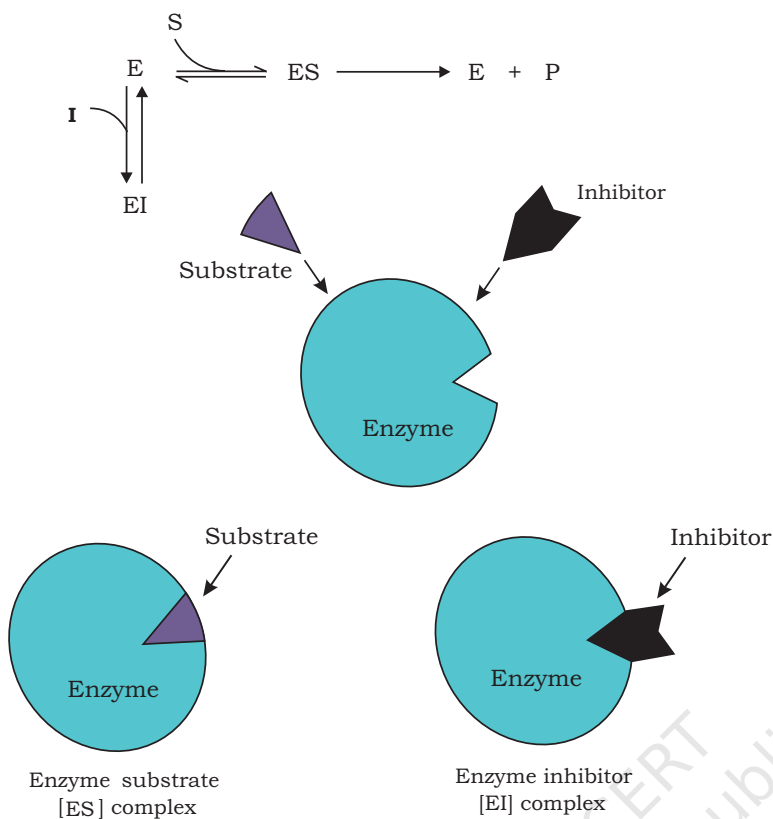 S
E ES E + P
I
EI
Inhibitor
Substrate
Enzyme
Substrate
Inhibitor
Enzyme
Enzyme
Enzyme substrate
[ES] complex
Enzyme inhibitor
[EI] complex